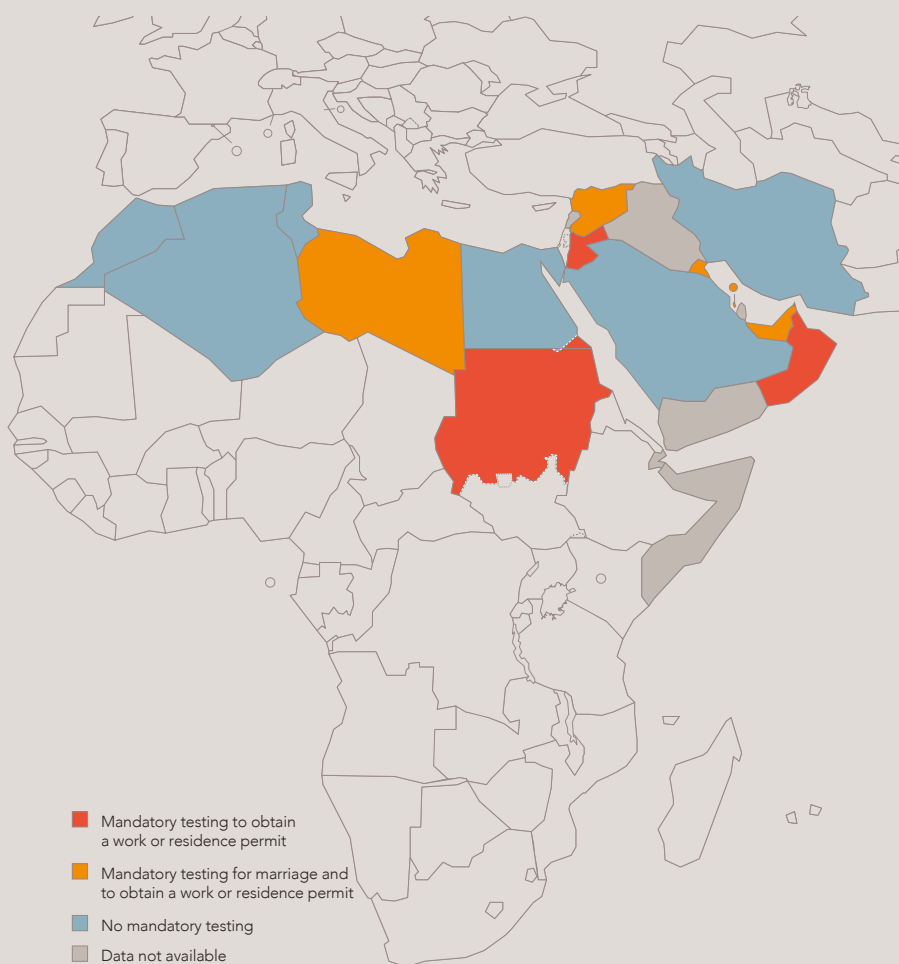 Mandatory testing to obtain
a work or residence permit
Mandatory testing for marriage and
to obtain a work or residence permit
No mandatory testing
Data not available